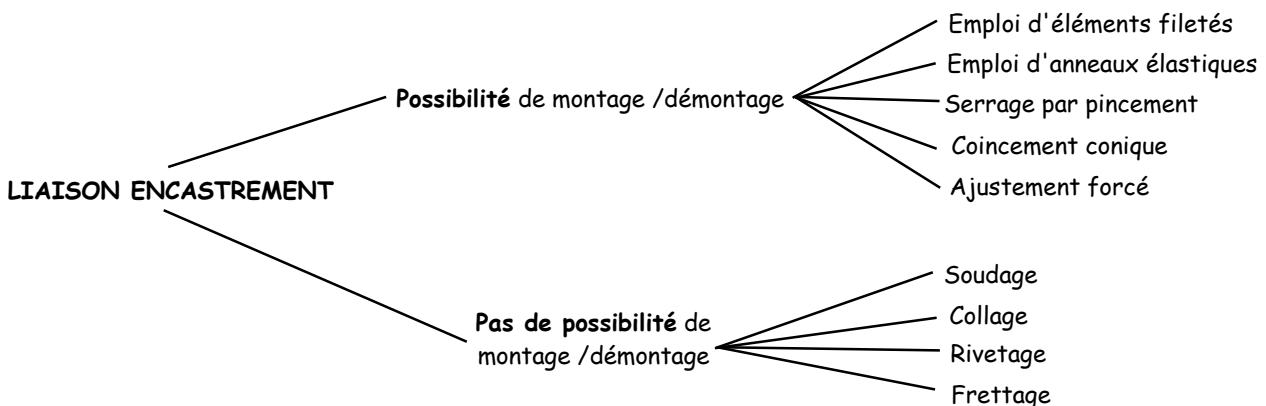 Emploi d'éléments filetés
Emploi d'anneaux élastiques
Possibilité de montage /démontage
Serrage par pincement
Coincement conique
Ajustement forcé
LIAISON ENCASTREMENT
Pas de possibilité de
montage /démontage
Soudage
Collage
Rivetage
Frettage